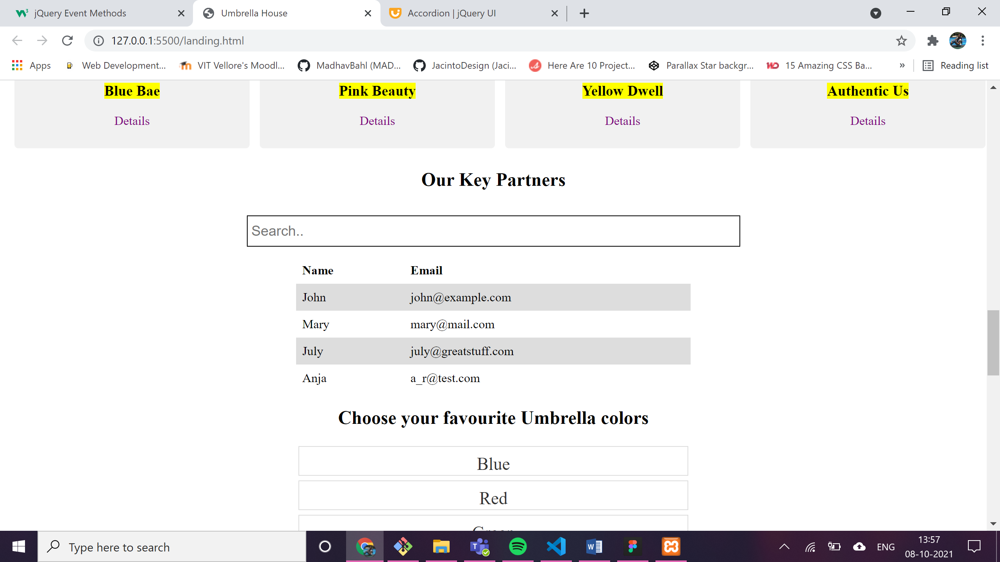 jQuery Event Methods
Umbrella House
Accordion | jQuery UI
127.0.0.1:5500/landing.html
Apps
Web Development...
VIT Vellore's Moodl...
MadhavBahl (MAD...
JacintoDesign (Jaci...
Here Are 10 Project...
Parallax Star backgr...
15 Amazing CSS Ba...
»
Reading list
Blue Bae
Pink Beauty
Yellow Dwell
Authentic Us
Details
Details
Details
Details
Our Key Partners
Search..
Name Email
John john@example.com
Mary mary@mail.com
July july@greatstuff.com
Anja a_r@test.com
Choose your favourite Umbrella colors
Blue
Red
Green
Type here to search
ENG
13:57
08-10-2021